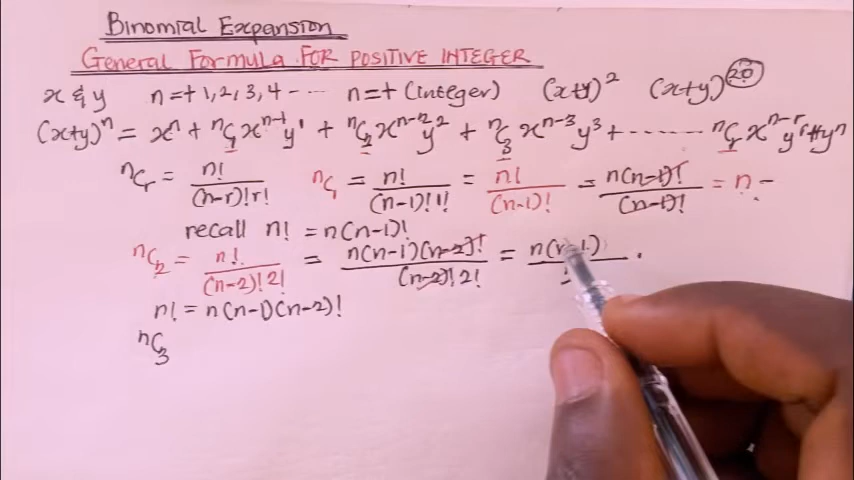 Binomial Expansion
General Formula FOR POSITIVE INTEGER
x & y n=+1,2,3,4 - ... n=+(integer) (x+y)² (x+y)²⁰
(x+y)ⁿ = xⁿ + ⁿC₁xⁿ⁻¹y¹ + ⁿC₂xⁿ⁻²y² + ⁿC₃xⁿ⁻³y³ + ....... ⁿCᵣxⁿ⁻ʳyʳ+yⁿ
ⁿCᵣ = n!/(n-r)!r! ⁿC₁ = n!/(n-1)!1! = n!/(n-1)! = n(n-1)!/(n-1)! = n
recall n! = n(n-1)!
ⁿC₂ = n!/(n-2)!2! = n(n-1)(n-2)!/(n-2)!2! = n(n-1)
n! = n(n-1)(n-2)!
ⁿC₃